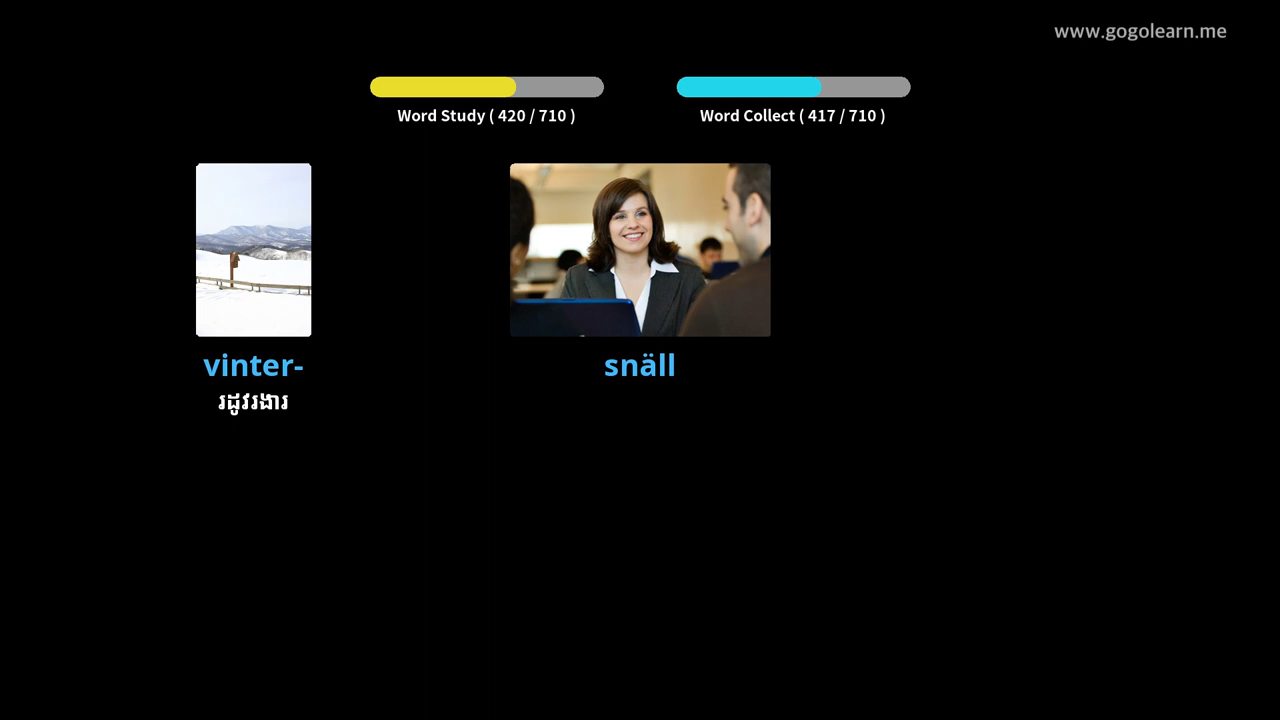 www.gogolearn.me
Word Study ( 420 / 710 )
Word Collect ( 417 / 710 )
vinter-
រដូវរងារ
snäll